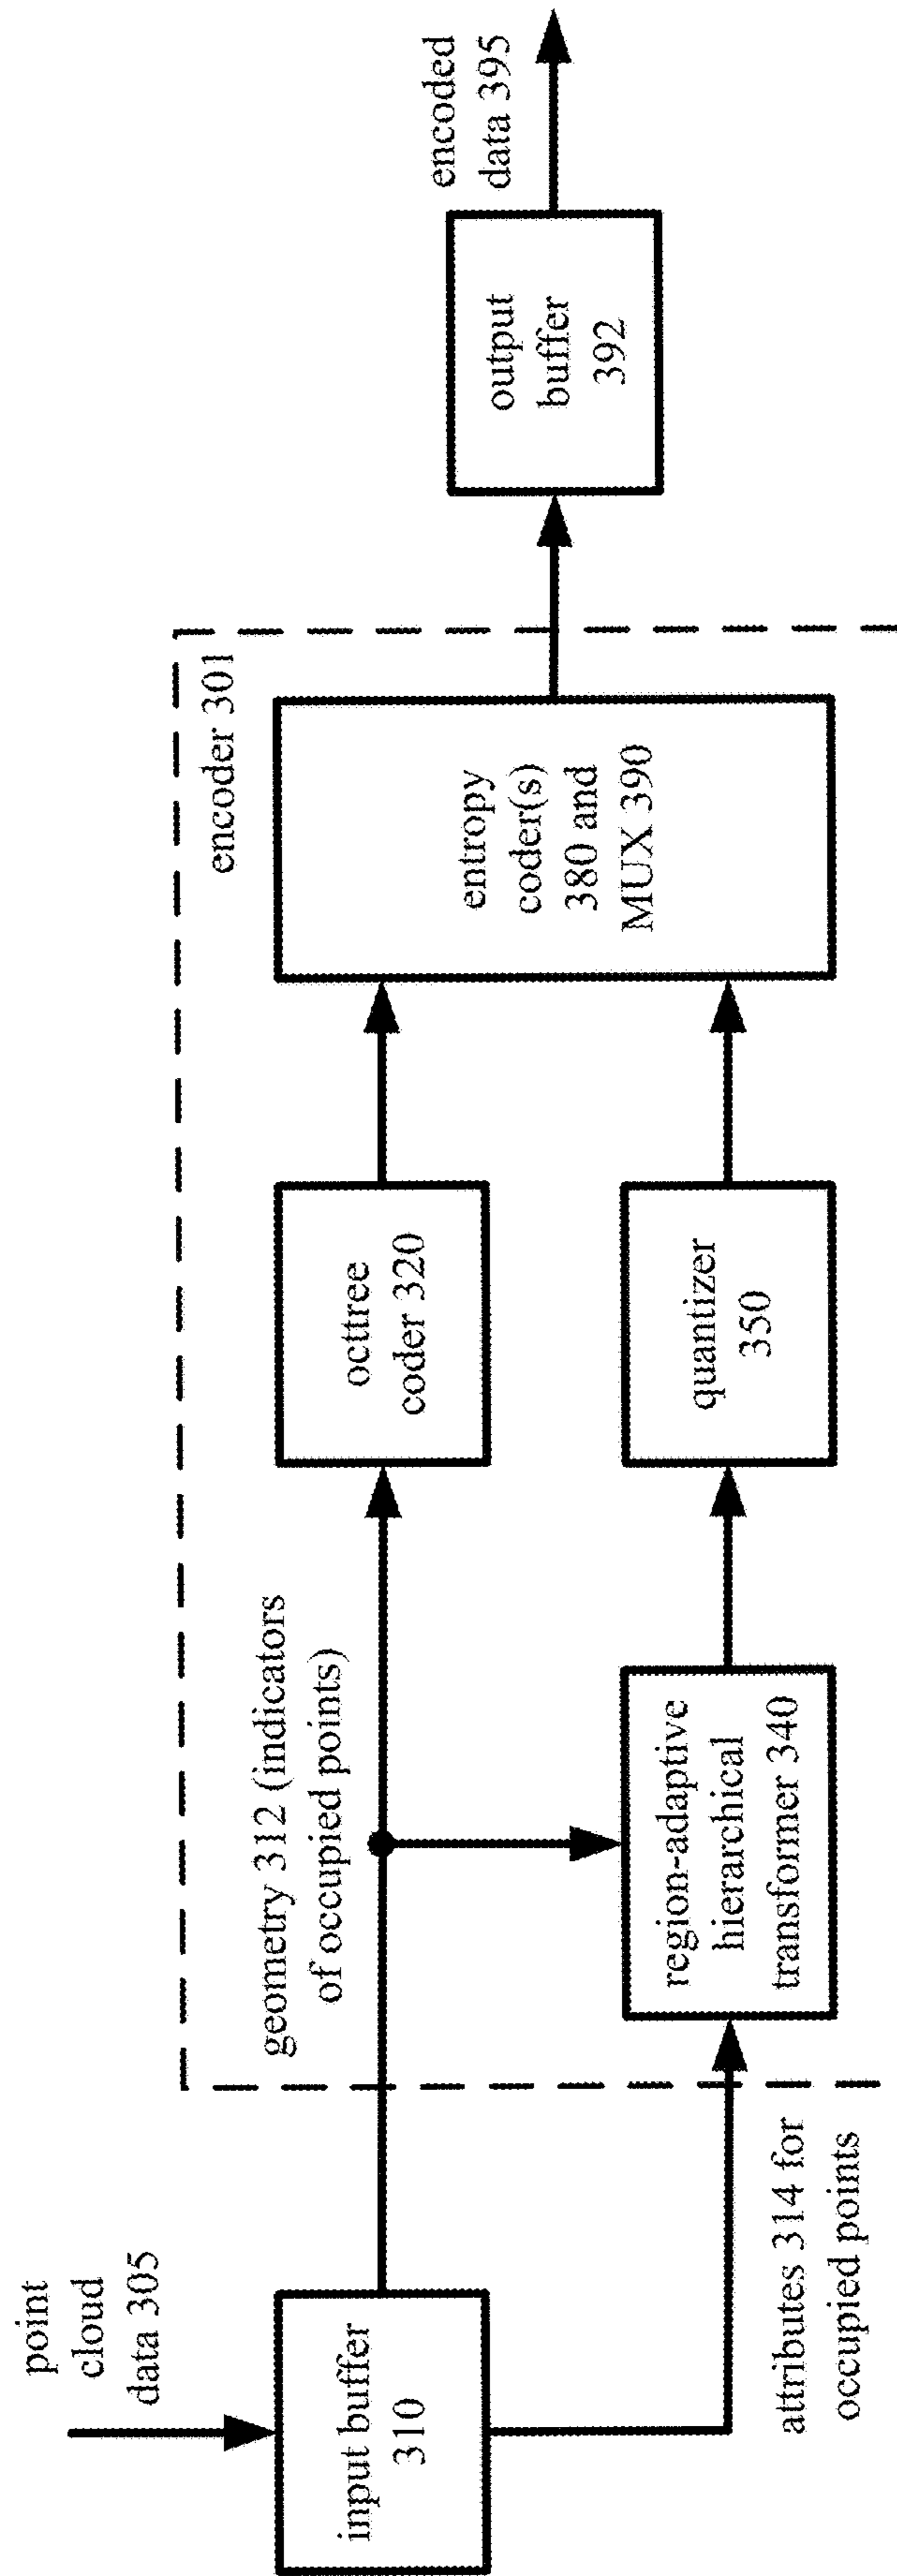 point
cloud
data 305
input buffer
310
geometry 312 (indicators
of occupied points)
attributes 314 for
occupied points
encoder 301
octtree
coder 320
region-adaptive
hierarchical
transformer 340
quantizer
350
entropy
coder(s)
380 and
MUX 390
output
buffer
392
encoded
data 395